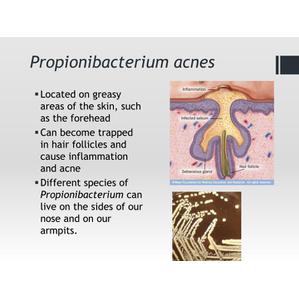 Propionibacterium acnes
▪Located on greasy
areas of the skin, such
as the forehead
▪Can become trapped
in hair follicles and
cause inflammation
and acne
▪Different species of
Propionibacterium can
live on the sides of our
nose and on our
armpits.
Inflammation
Infected sebum
Sebaceous gland
Hair follicle